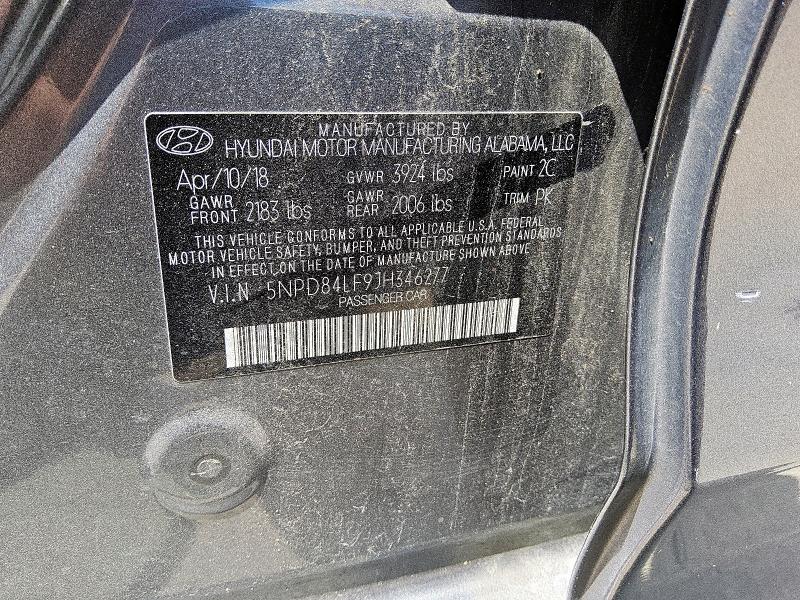 MANUFACTURED BY
HYUNDAI MOTOR MANUFACTURING ALABAMA, LLC
Apr/10/18 GVWR 3924 lbs PAINT 2C
GAWR FRONT 2183 lbs GAWR REAR 2006 lbs TRIM PK
THIS VEHICLE CONFORMS TO ALL APPLICABLE U.S.A. FEDERAL
MOTOR VEHICLE SAFETY, BUMPER, AND THEFT PREVENTION STANDARDS
IN EFFECT ON THE DATE OF MANUFACTURE SHOWN ABOVE
V.I.N 5NPD84LF9JH346277
PASSENGER CAR